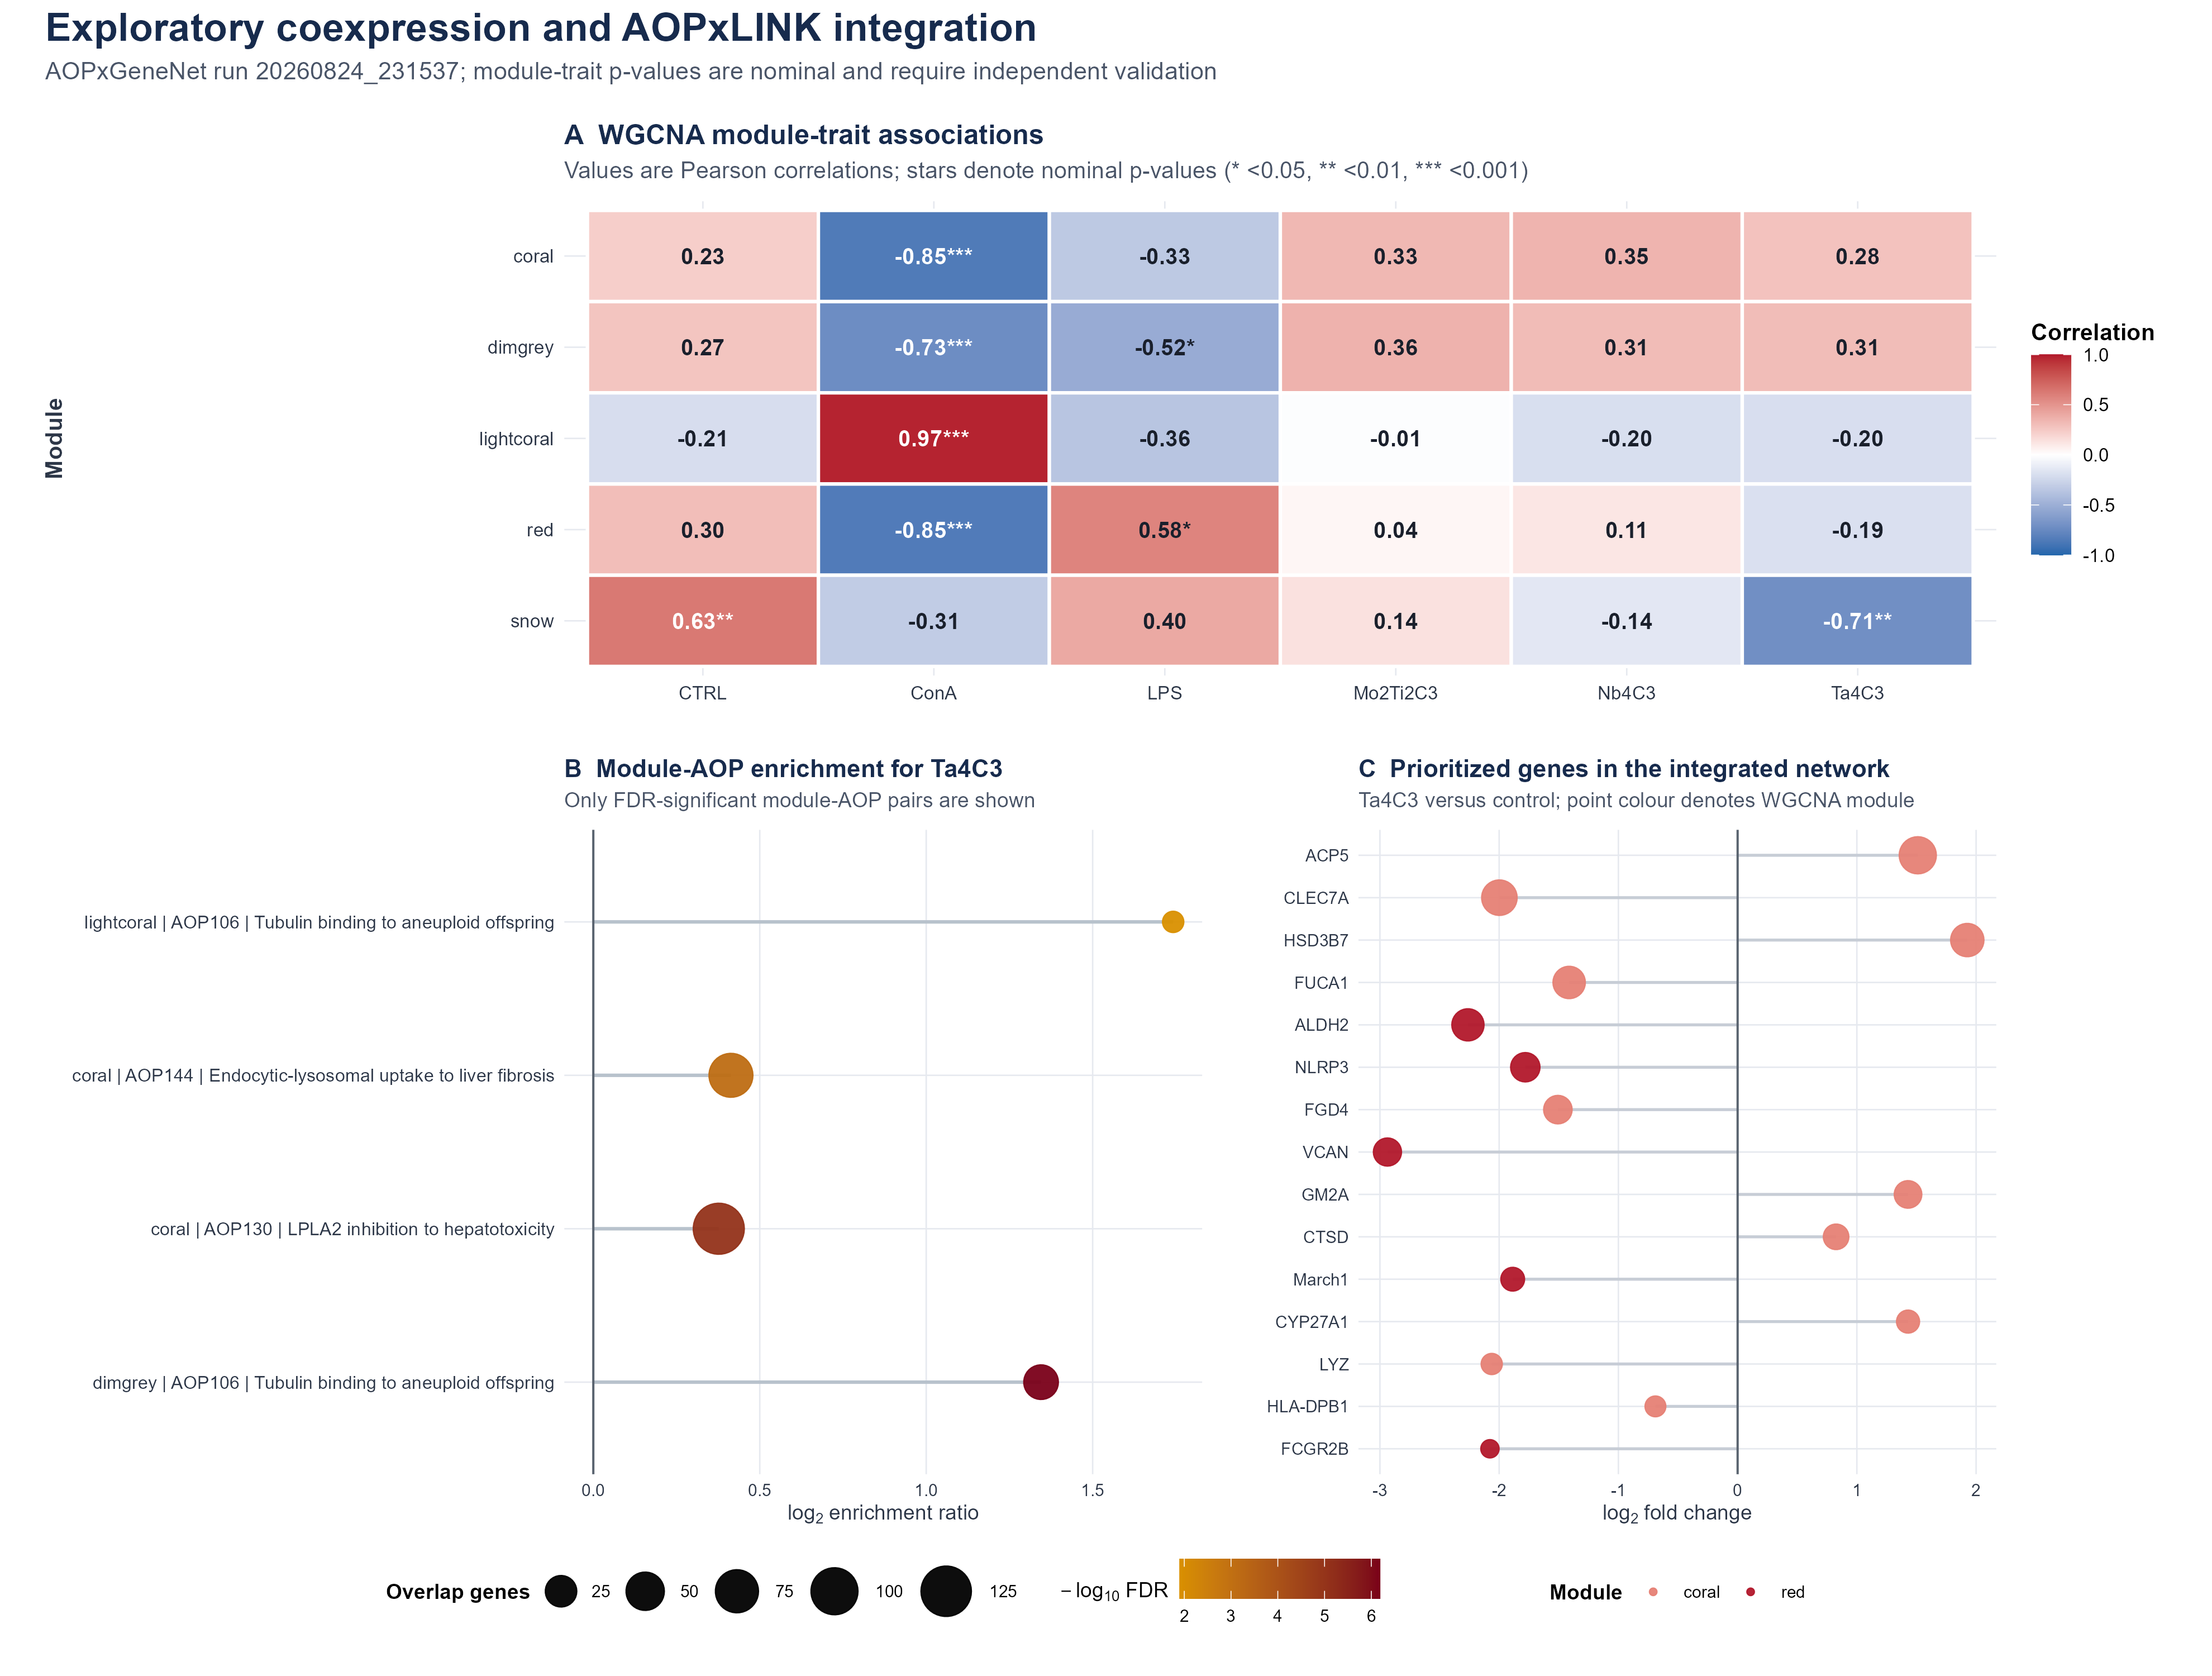 Exploratory coexpression and AOPxLINK integration
AOPxGeneNet run 20260824_231537; module-trait p-values are nominal and require independent validation
A WGCNA module-trait associations
Values are Pearson correlations; stars denote nominal p-values (* <0.05, ** <0.01, *** <0.001)
Module
coral 0.23 -0.85*** -0.33 0.33 0.35 0.28
dimgrey 0.27 -0.73*** -0.52* 0.36 0.31 0.31
lightcoral -0.21 0.97*** -0.36 -0.01 -0.20 -0.20
red 0.30 -0.85*** 0.58* 0.04 0.11 -0.19
snow 0.63** -0.31 0.40 0.14 -0.14 -0.71**
CTRL ConA LPS Mo2Ti2C3 Nb4C3 Ta4C3
Correlation
1.0
0.5
0.0
-0.5
-1.0
B Module-AOP enrichment for Ta4C3
Only FDR-significant module-AOP pairs are shown
lightcoral | AOP106 | Tubulin binding to aneuploid offspring
coral | AOP144 | Endocytic-lysosomal uptake to liver fibrosis
coral | AOP130 | LPLA2 inhibition to hepatotoxicity
dimgrey | AOP106 | Tubulin binding to aneuploid offspring
0.0 0.5 1.0 1.5
log2 enrichment ratio
C Prioritized genes in the integrated network
Ta4C3 versus control; point colour denotes WGCNA module
ACP5
CLEC7A
HSD3B7
FUCA1
ALDH2
NLRP3
FGD4
VCAN
GM2A
CTSD
March1
CYP27A1
LYZ
HLA-DPB1
FCGR2B
-3 -2 -1 0 1 2
log2 fold change
Overlap genes 25 50 75 100 125
−log10 FDR
2 3 4 5 6
Module coral red